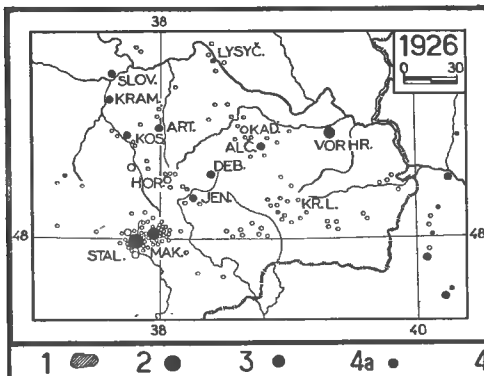 38
1926
0 30
LYSYČ.
SLOV.
KRAM.
ART.
KOS.
KAD.
ALČ.
VOR.
HR.
DEB.
HOR.
JEN.
KR.L.
48
48
STAL.
MAK.
38
40
1 2 3 4a 4